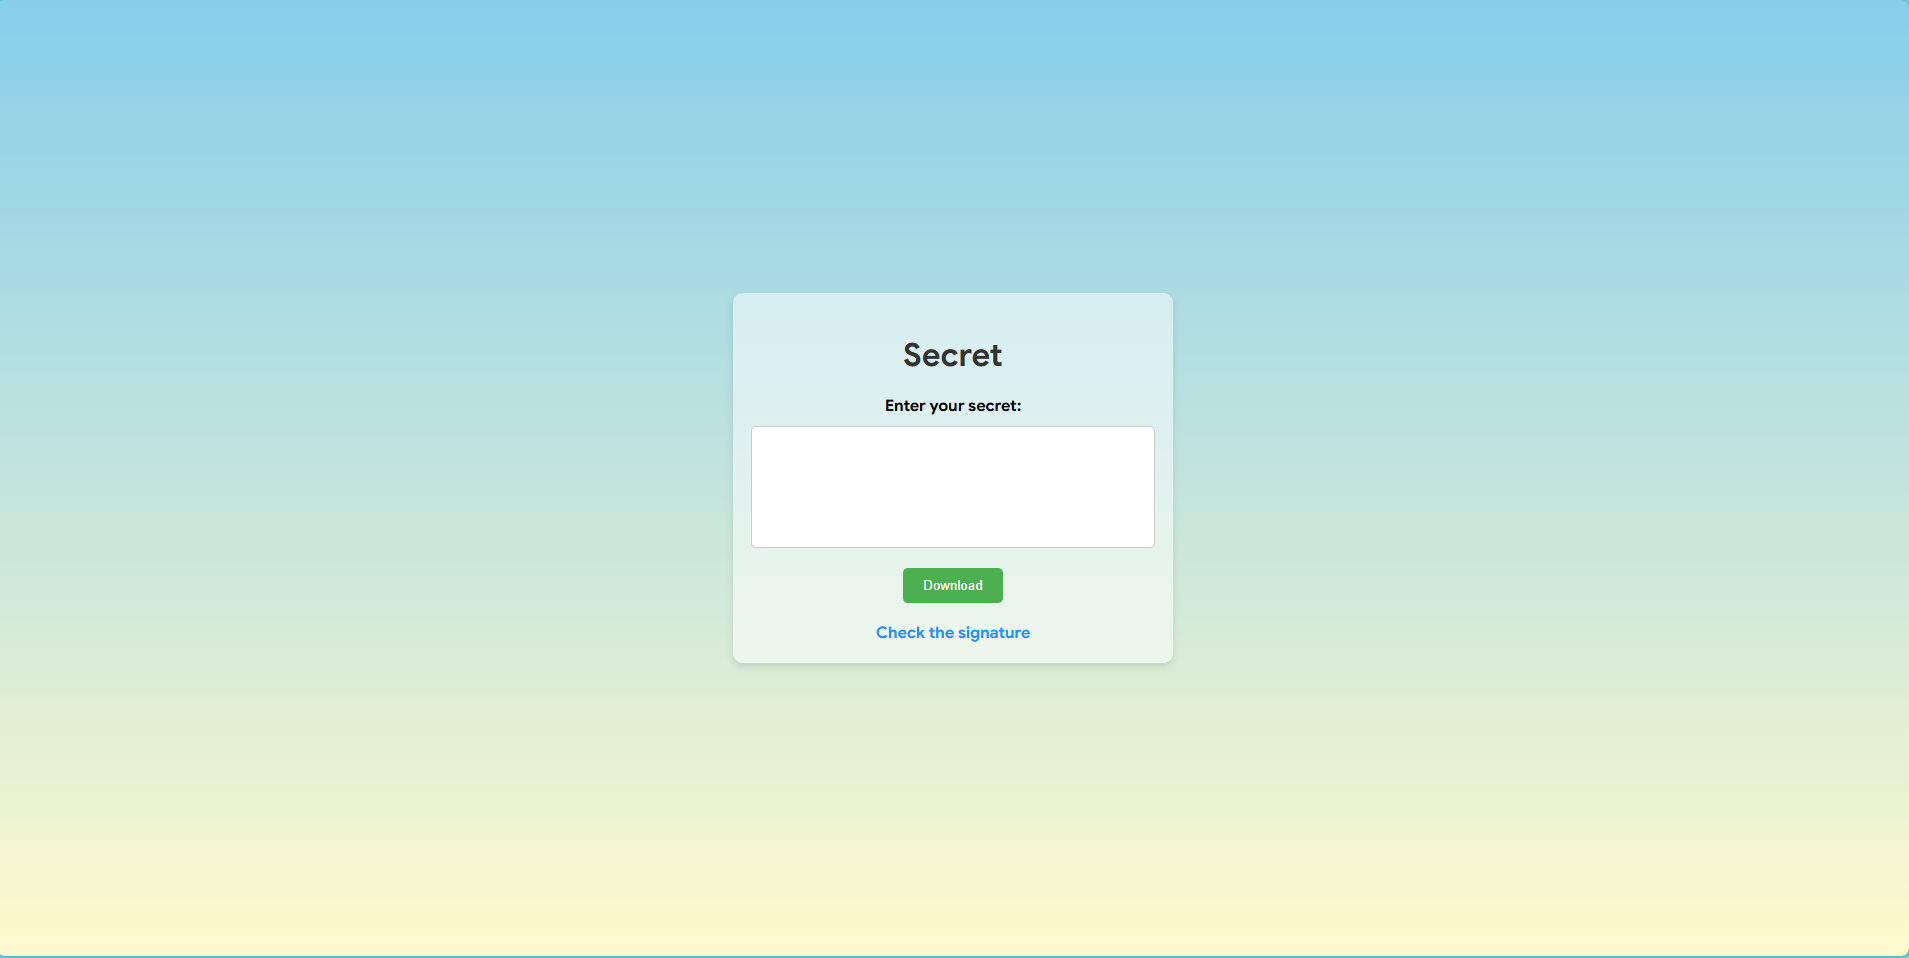 Secret
Enter your secret:
Download
Check the signature